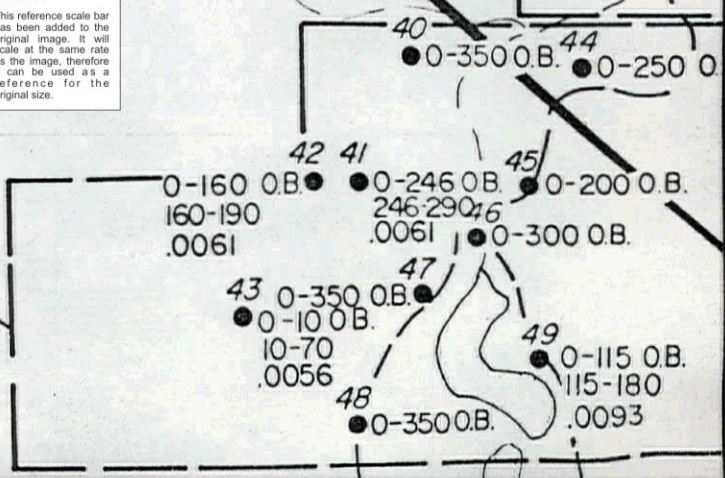 his reference scale bar
as been added to the
riginal image. It will
cale at the same rate
s the image, therefore
can be used as a
eference for the
riginal size.
40
0-350 O.B.
44
0-250 O.
42
0-160 O.B.
160-190
.0061
41
0-246 O.B.
246-290
.0061
45
0-200 O.B.
46
0-300 O.B.
47
0-350 O.B.
43
0-10 O.B.
10-70
.0056
49
0-115 O.B.
115-180
.0093
48
0-350 O.B.